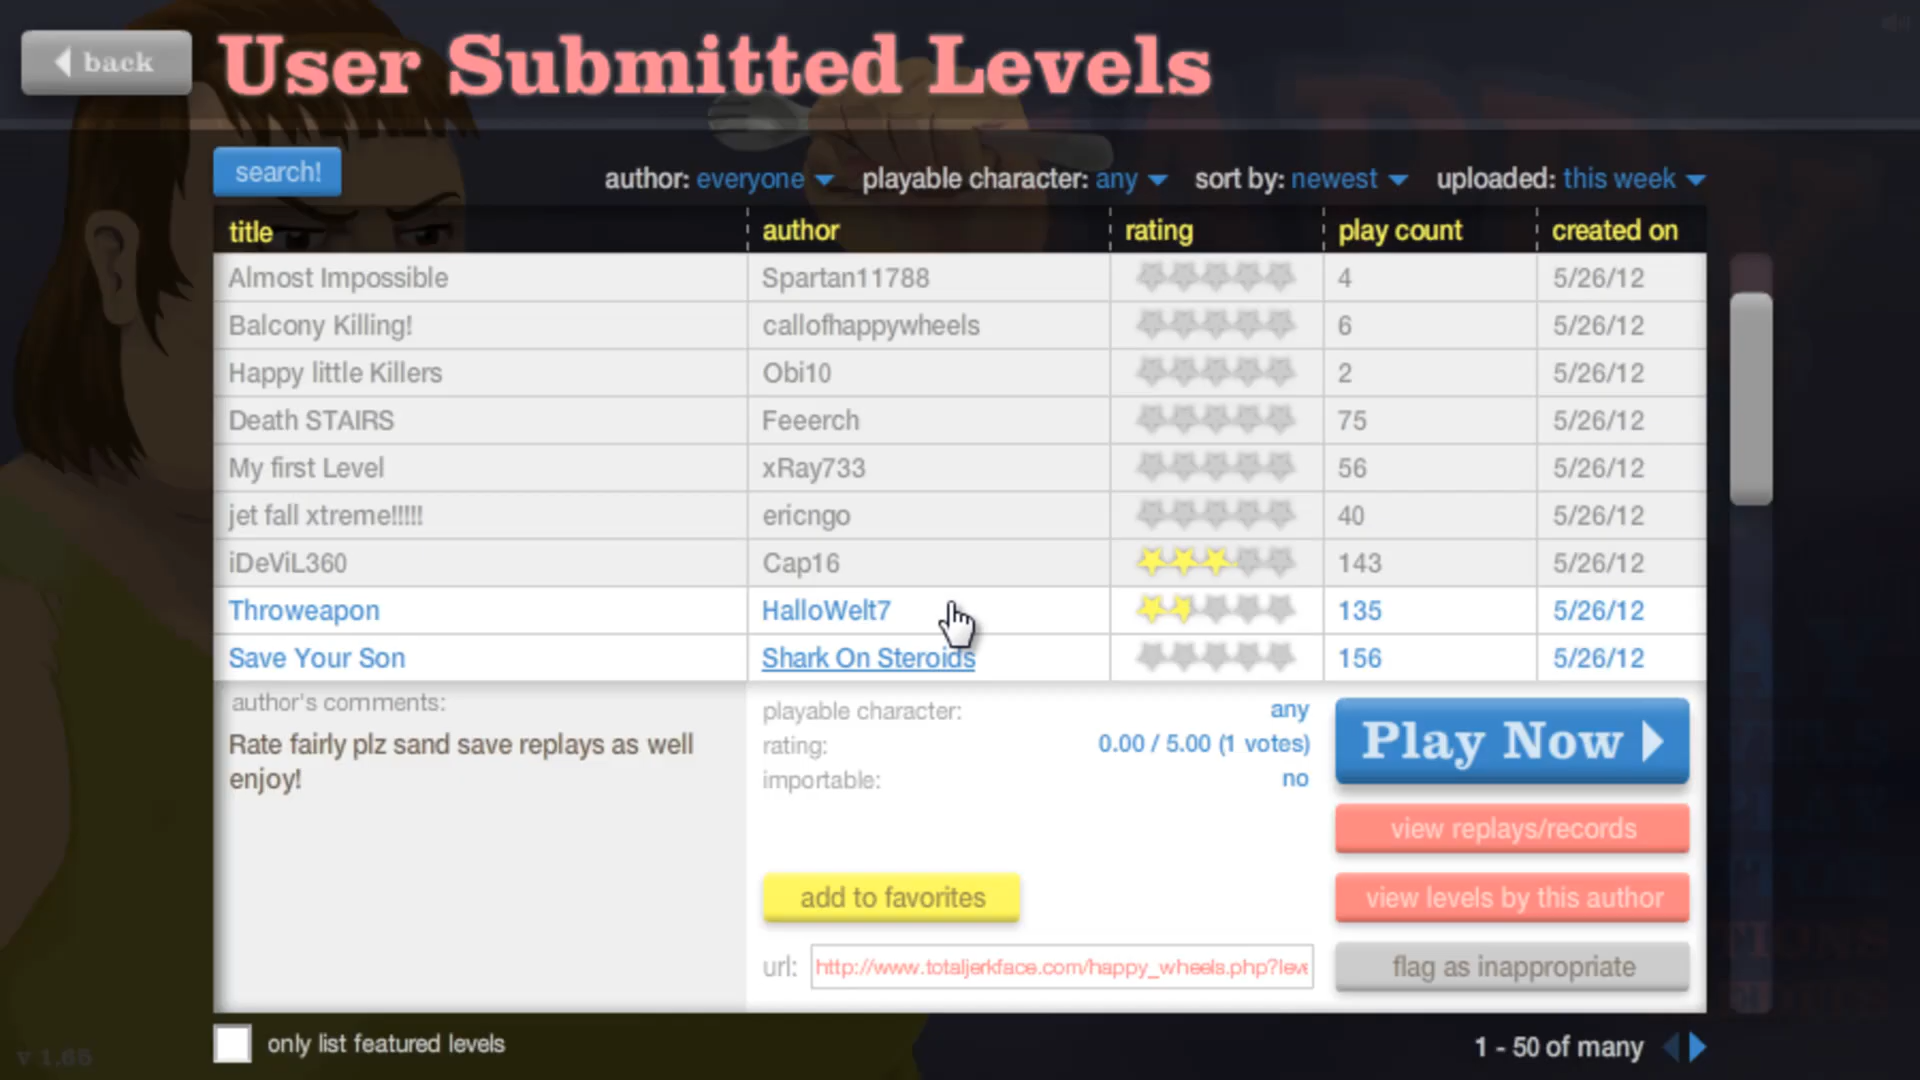 back
User Submitted Levels
search!
author: everyone
playable character: any
sort by: newest
uploaded: this week
title author rating play count created on
Almost Impossible Spartan11788 4 5/26/12
Balcony Killing! callofhappywheels 6 5/26/12
Happy little Killers Obi10 2 5/26/12
Death STAIRS Feeerch 75 5/26/12
My first Level xRay733 56 5/26/12
jet fall xtreme!!!!! ericngo 40 5/26/12
iDeViL360 Cap16 143 5/26/12
Throweapon HalloWelt7 135 5/26/12
Save Your Son Shark On Steroids 156 5/26/12
author's comments:
Rate fairly plz sand save replays as well
enjoy!
playable character: any
rating: 0.00 / 5.00 (1 votes)
importable: no
add to favorites
url: http://www.totaljerkface.com/happy_wheels.php?leve
Play Now
view replays/records
view levels by this author
flag as inappropriate
only list featured levels
1 - 50 of many
v 1.65